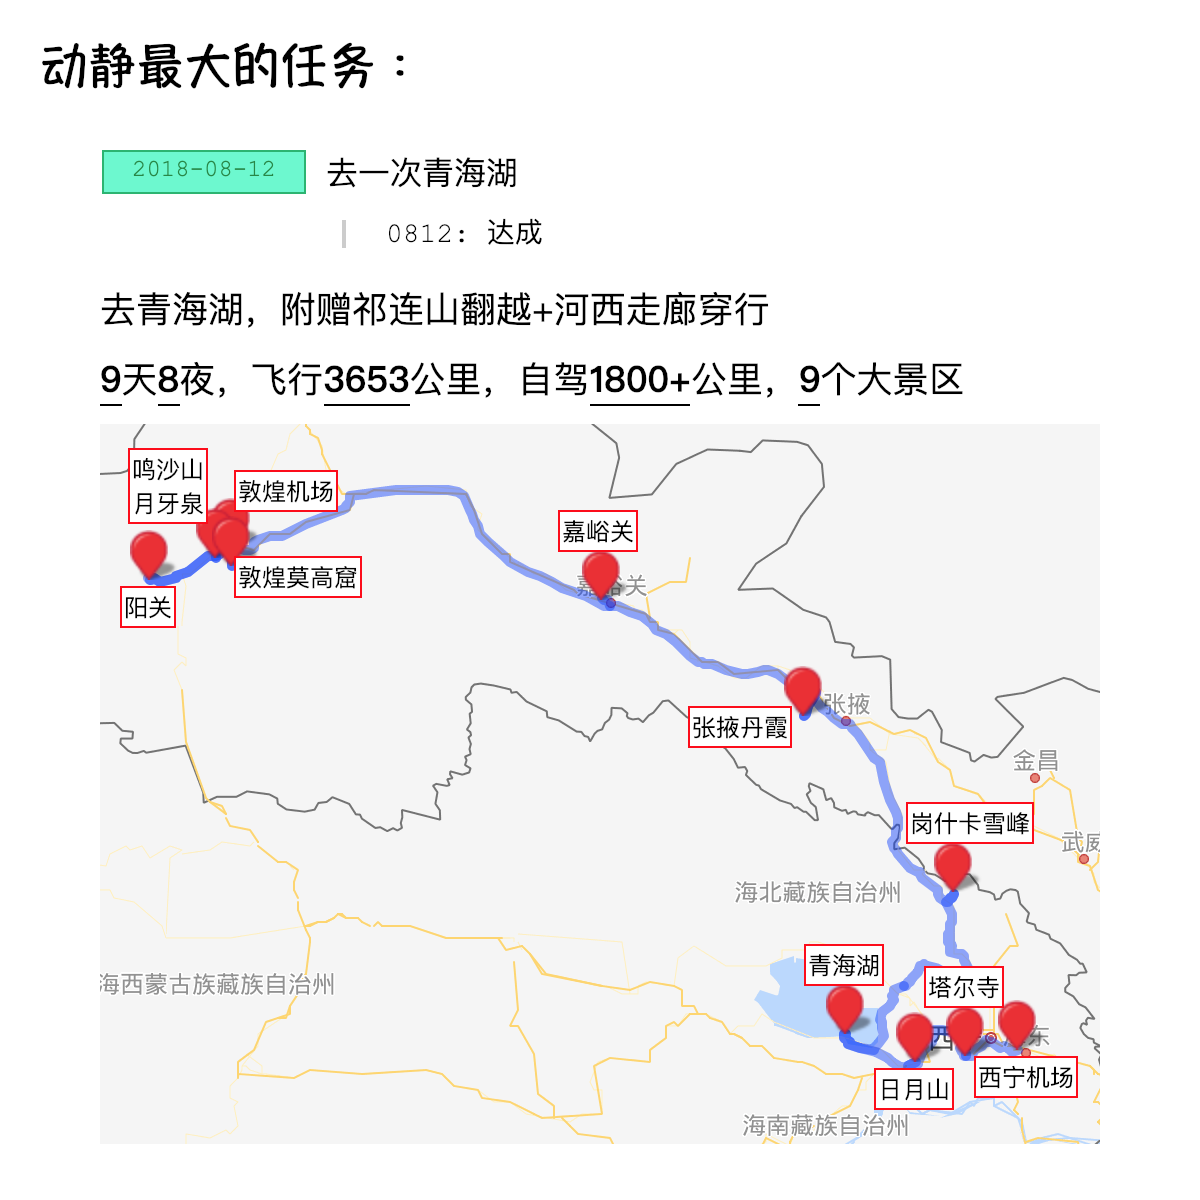 动静最大的任务：
2018-08-12 去一次青海湖
0812: 达成
去青海湖，附赠祁连山翻越+河西走廊穿行
9天8夜，飞行3653公里，自驾1800+公里，9个大景区
鸣沙山
月牙泉
敦煌机场
嘉峪关
敦煌莫高窟
嘉峪关
阳关
张掖
张掖丹霞
金昌
岗什卡雪峰
武威
海北藏族自治州
青海湖
海西蒙古族藏族自治州
塔尔寺
西
东
西宁机场
日月山
海南藏族自治州